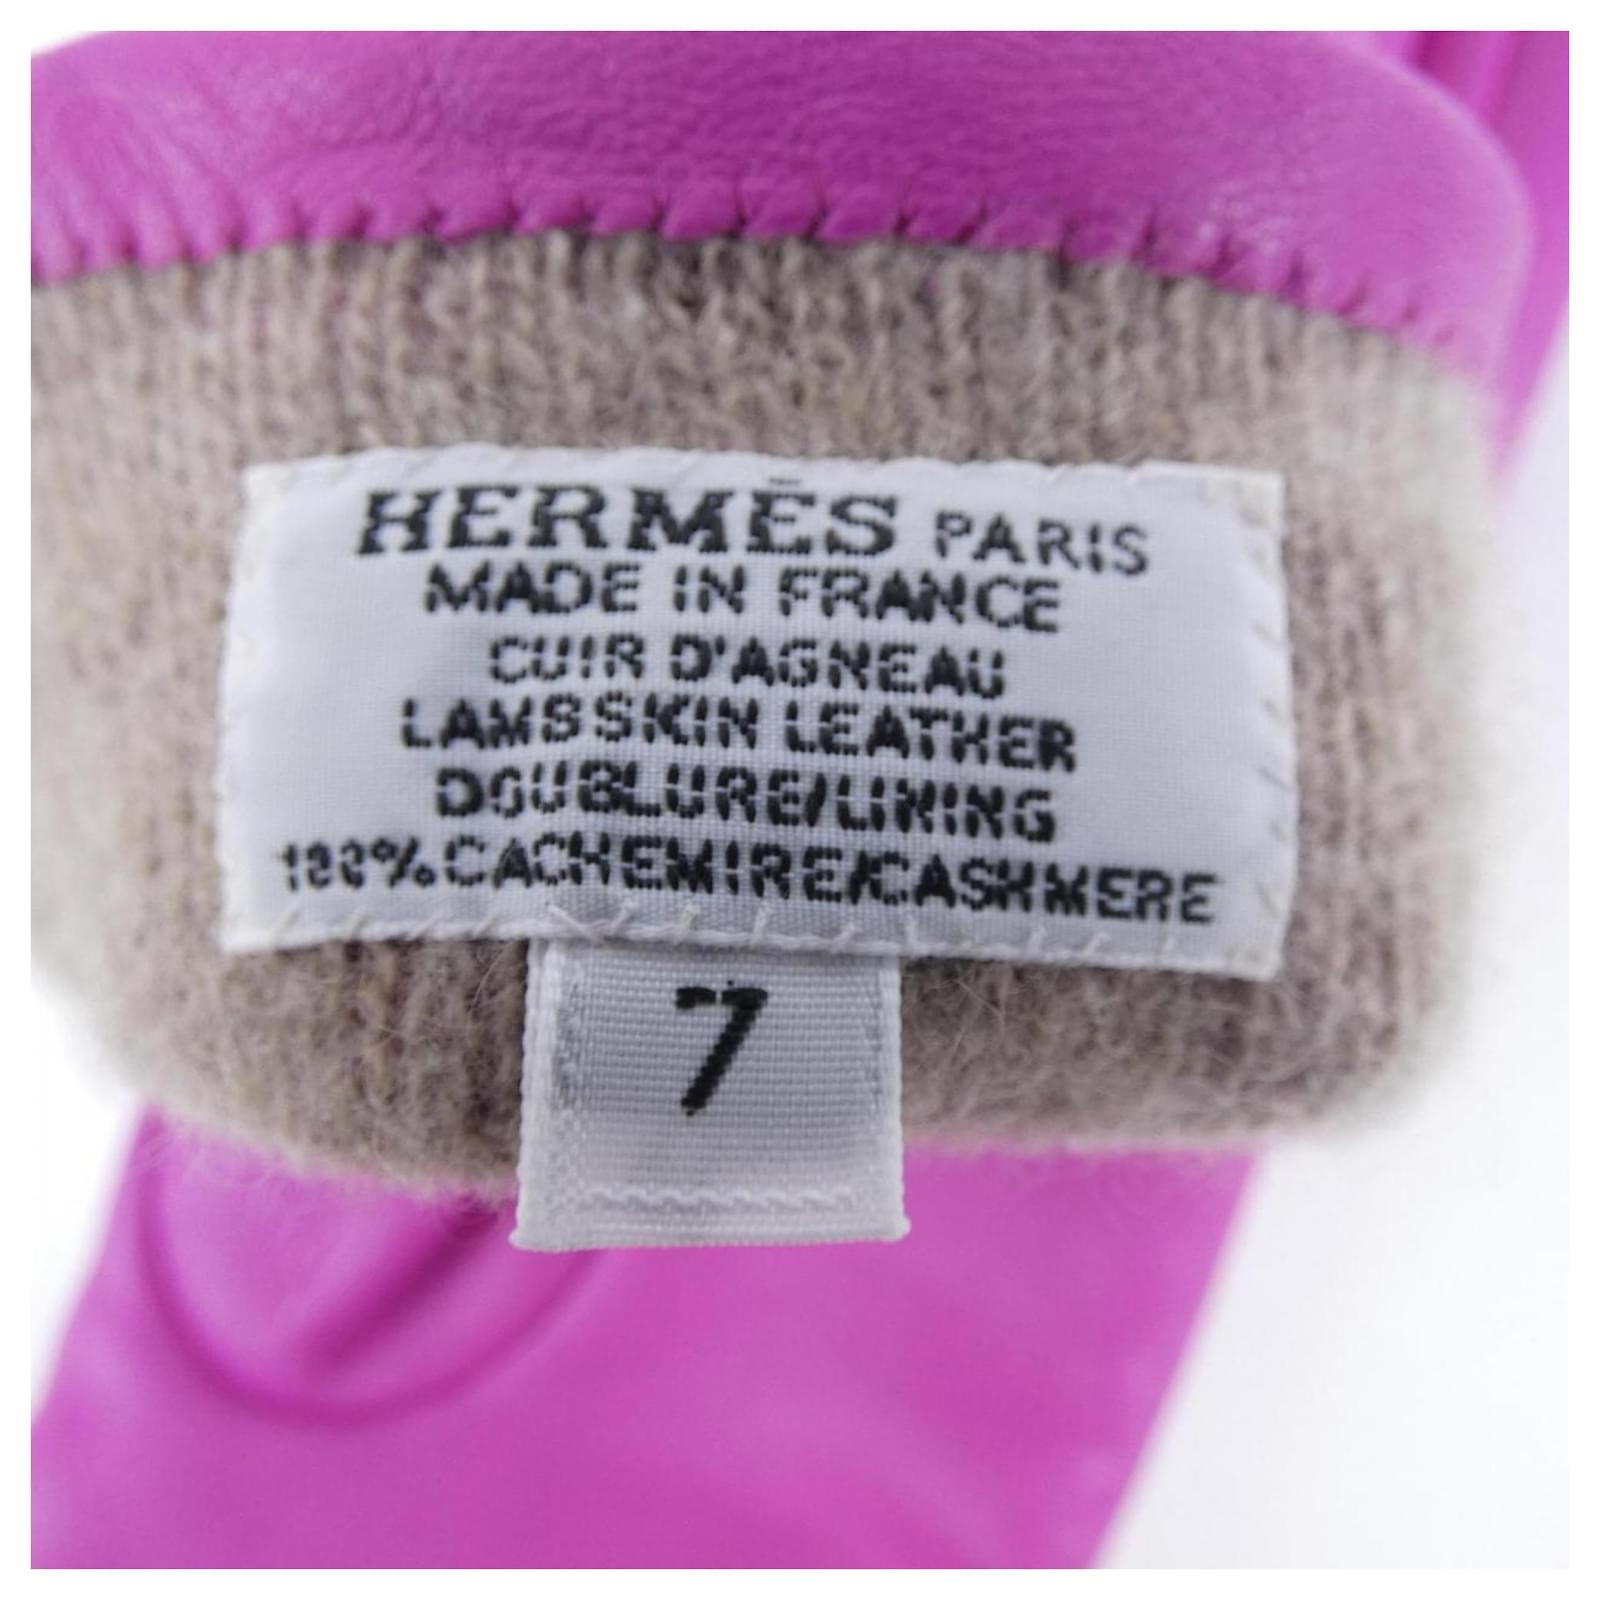 HERMÈS PARIS
MADE IN FRANCE
CUIR D'AGNEAU
LAMBSKIN LEATHER
DOUBLURE/LINING
100% CACHEMIRE/CASHMERE
7